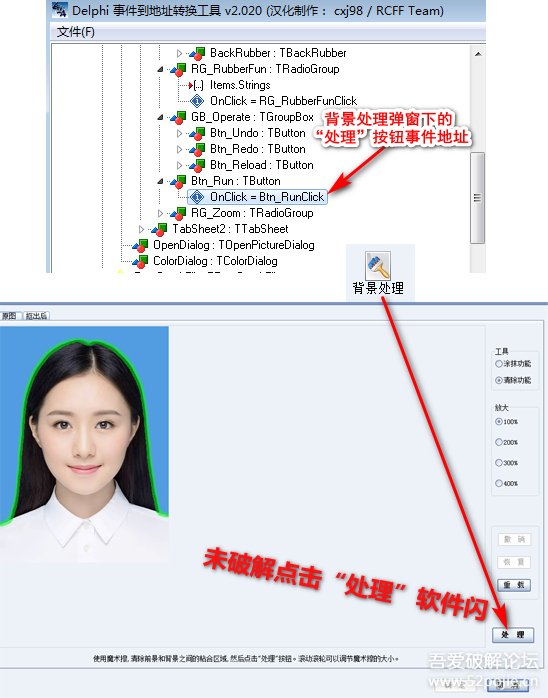 Delphi 事件到地址转换工具 v2.020 (汉化制作： cxj98 / RCFF Team)
文件(F)
BackRubber : TBackRubber
RG_RubberFun : TRadioGroup
Items.Strings
OnClick = RG_RubberFunClick
GB_Operate : TGroupBox
Btn_Undo : TButton
Btn_Redo : TButton
Btn_Reload : TButton
Btn_Run : TButton
OnClick = Btn_RunClick
RG_Zoom : TRadioGroup
TabSheet2 : TTabSheet
OpenDialog : TOpenPictureDialog
ColorDialog : TColorDialog
背景处理弹窗下的
“处理”按钮事件地址
背景处理
原图 抠出后
工具
涂抹功能
清除功能
放大
100%
200%
300%
400%
撤 销
恢 复
重 载
处 理
未破解点击“处理”软件闪
使用魔术擦, 清除前景和背景之间的粘合区域, 然后点击“处理”按钮。滚动滚轮可以调节魔术擦的大小。
吾爱破解论坛
www.52pojie.cn